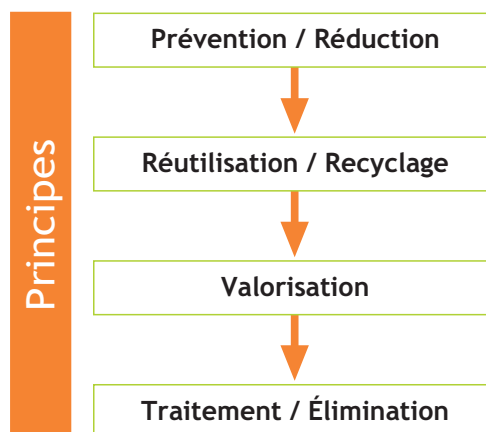 Principes
Prévention / Réduction
Réutilisation / Recyclage
Valorisation
Traitement / Élimination